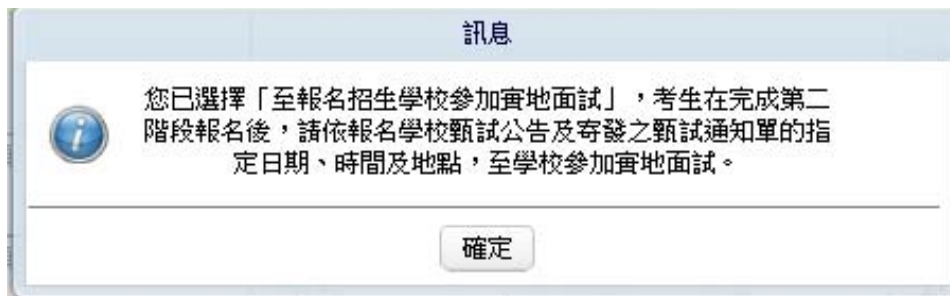 訊息
您已選擇「至報名招生學校參加實地面試」，考生在完成第二
階段報名後，請依報名學校甄試公告及寄發之甄試通知單的指
定日期、時間及地點，至學校參加實地面試。
確定